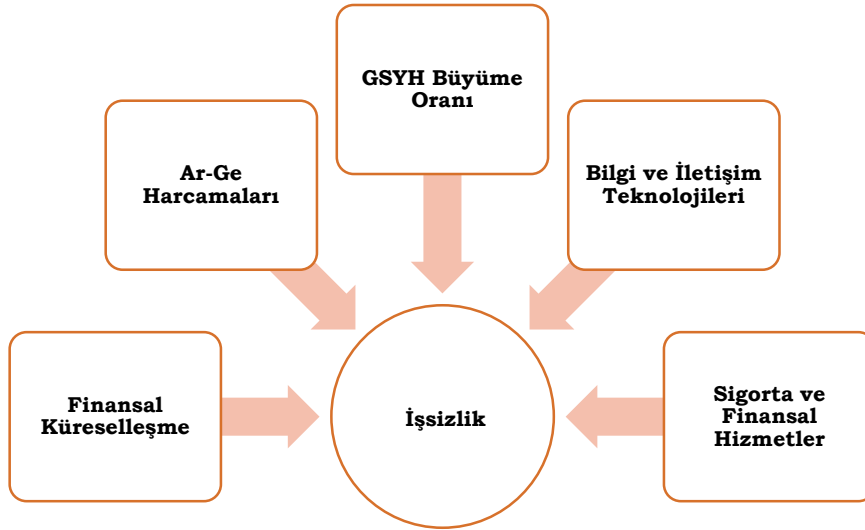 GSYH Büyüme
Oranı
Ar-Ge
Harcamaları
Bilgi ve İletişim
Teknolojileri
Finansal
Küreselleşme
İşsizlik
Sigorta ve
Finansal
Hizmetler